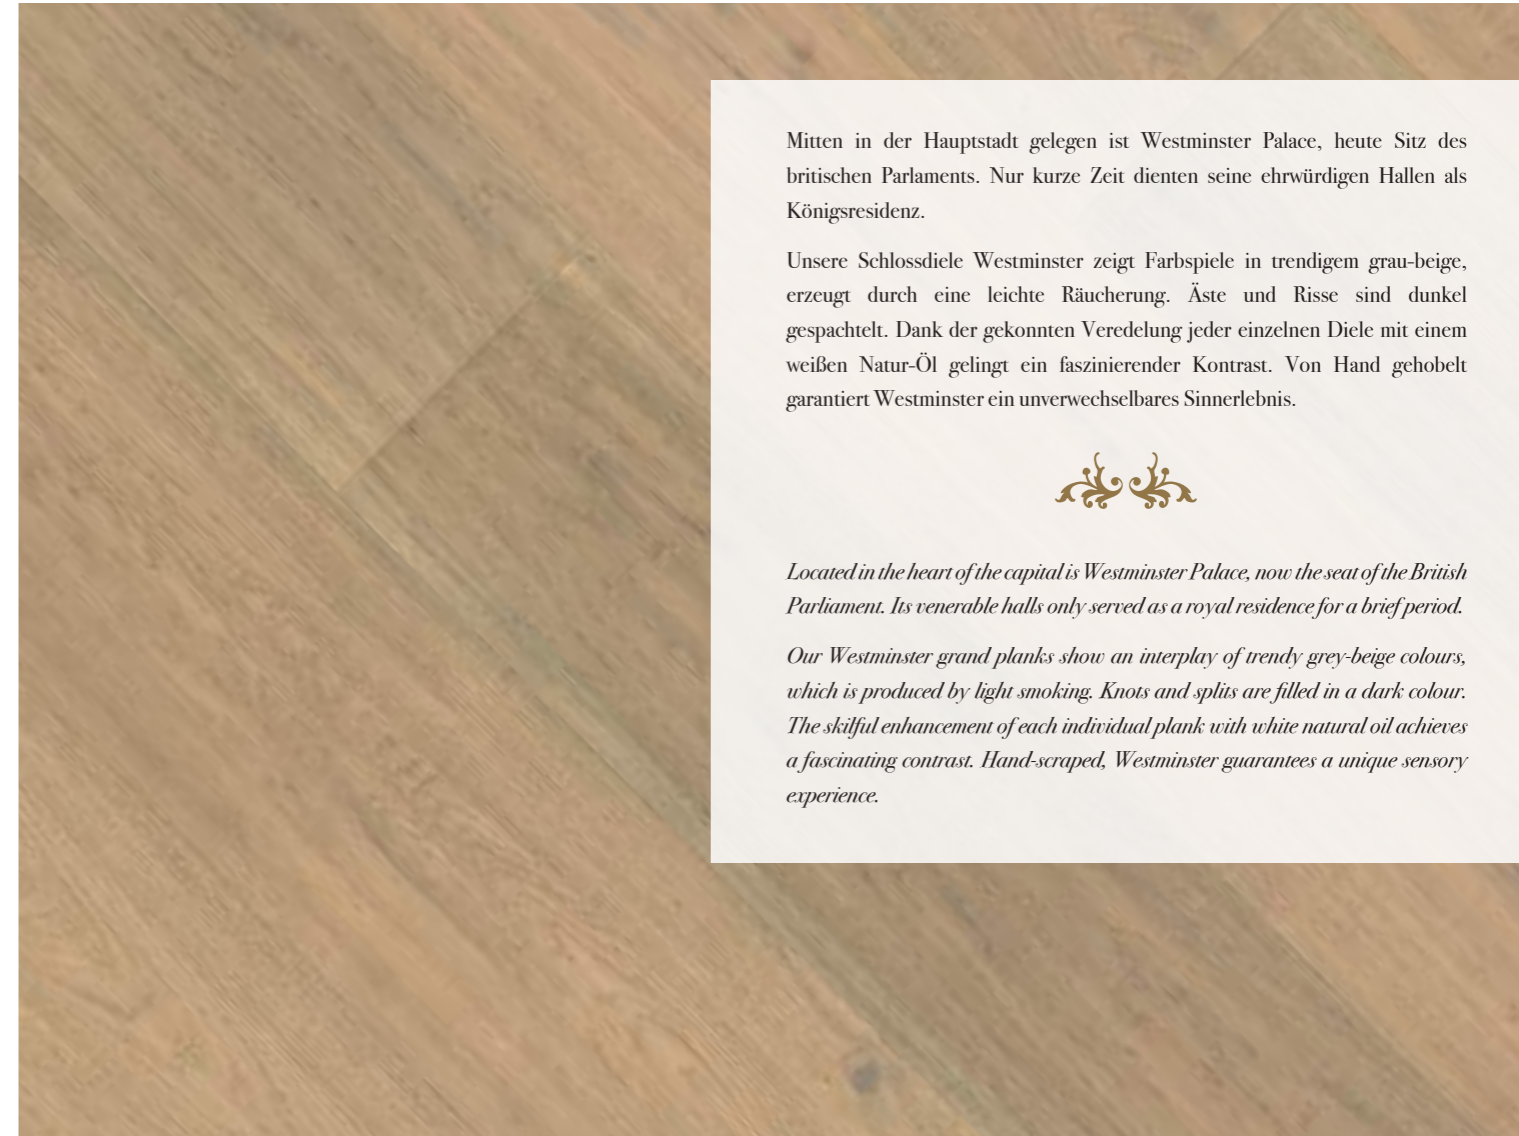 Mitten in der Hauptstadt gelegen ist Westminster Palace, heute Sitz des
britischen Parlaments. Nur kurze Zeit dienten seine ehrwürdigen Hallen als
Königsresidenz.
Unsere Schlossdiele Westminster zeigt Farbspiele in trendigem grau-beige,
erzeugt durch eine leichte Räucherung. Äste und Risse sind dunkel
gespachtelt. Dank der gekonnten Veredelung jeder einzelnen Diele mit einem
weißen Natur-Öl gelingt ein faszinierender Kontrast. Von Hand gehobelt
garantiert Westminster ein unverwechselbares Sinnerlebnis.
Located in the heart of the capital is Westminster Palace, now the seat of the British
Parliament. Its venerable halls only served as a royal residence for a brief period.
Our Westminster grand planks show an interplay of trendy grey-beige colours,
which is produced by light smoking. Knots and splits are filled in a dark colour.
The skilful enhancement of each individual plank with white natural oil achieves
a fascinating contrast. Hand-scraped, Westminster guarantees a unique sensory
experience.